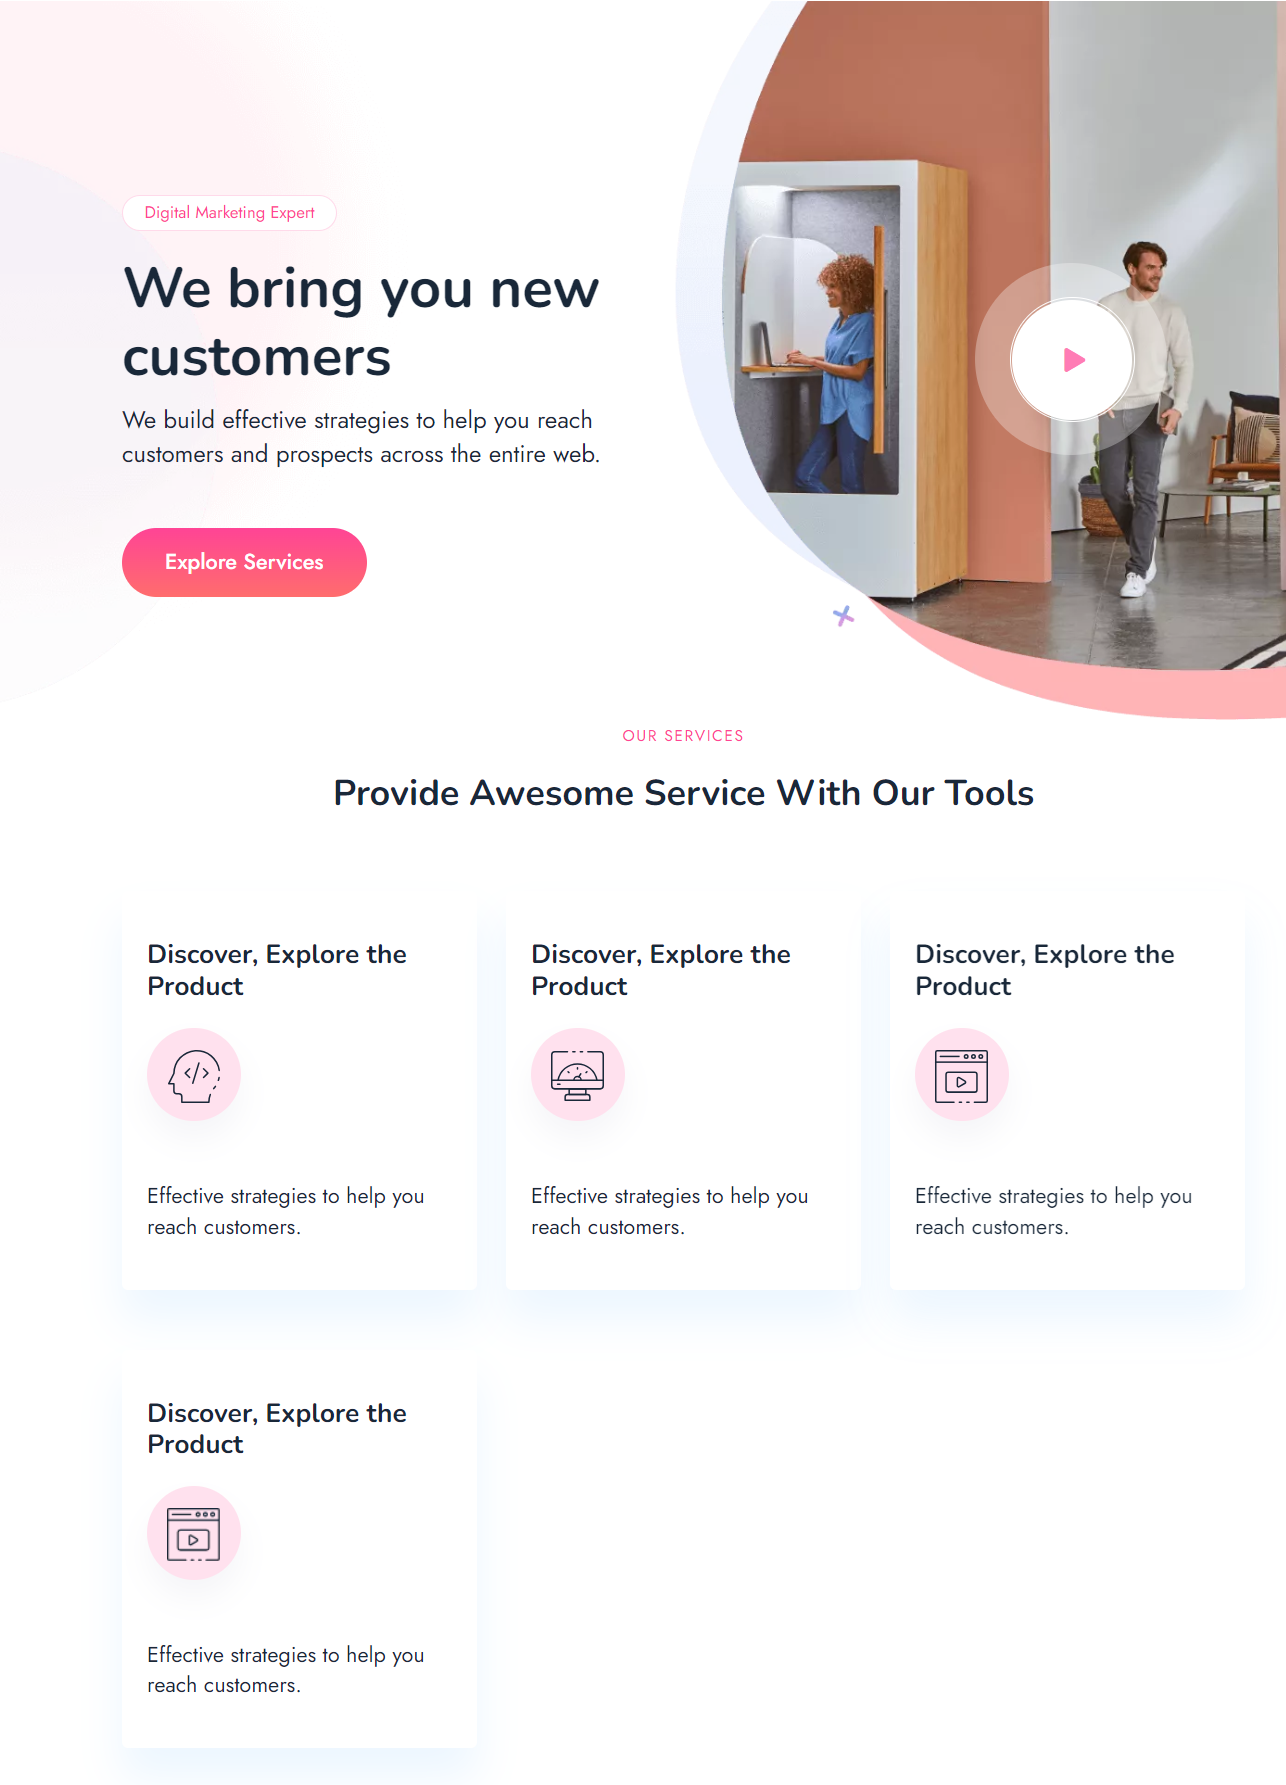 Digital Marketing Expert
We bring you new
customers
We build effective strategies to help you reach
customers and prospects across the entire web.
Explore Services
OUR SERVICES
Provide Awesome Service With Our Tools
Discover, Explore the
Product
Effective strategies to help you
reach customers.
Discover, Explore the
Product
Effective strategies to help you
reach customers.
Discover, Explore the
Product
Effective strategies to help you
reach customers.
Discover, Explore the
Product
Effective strategies to help you
reach customers.